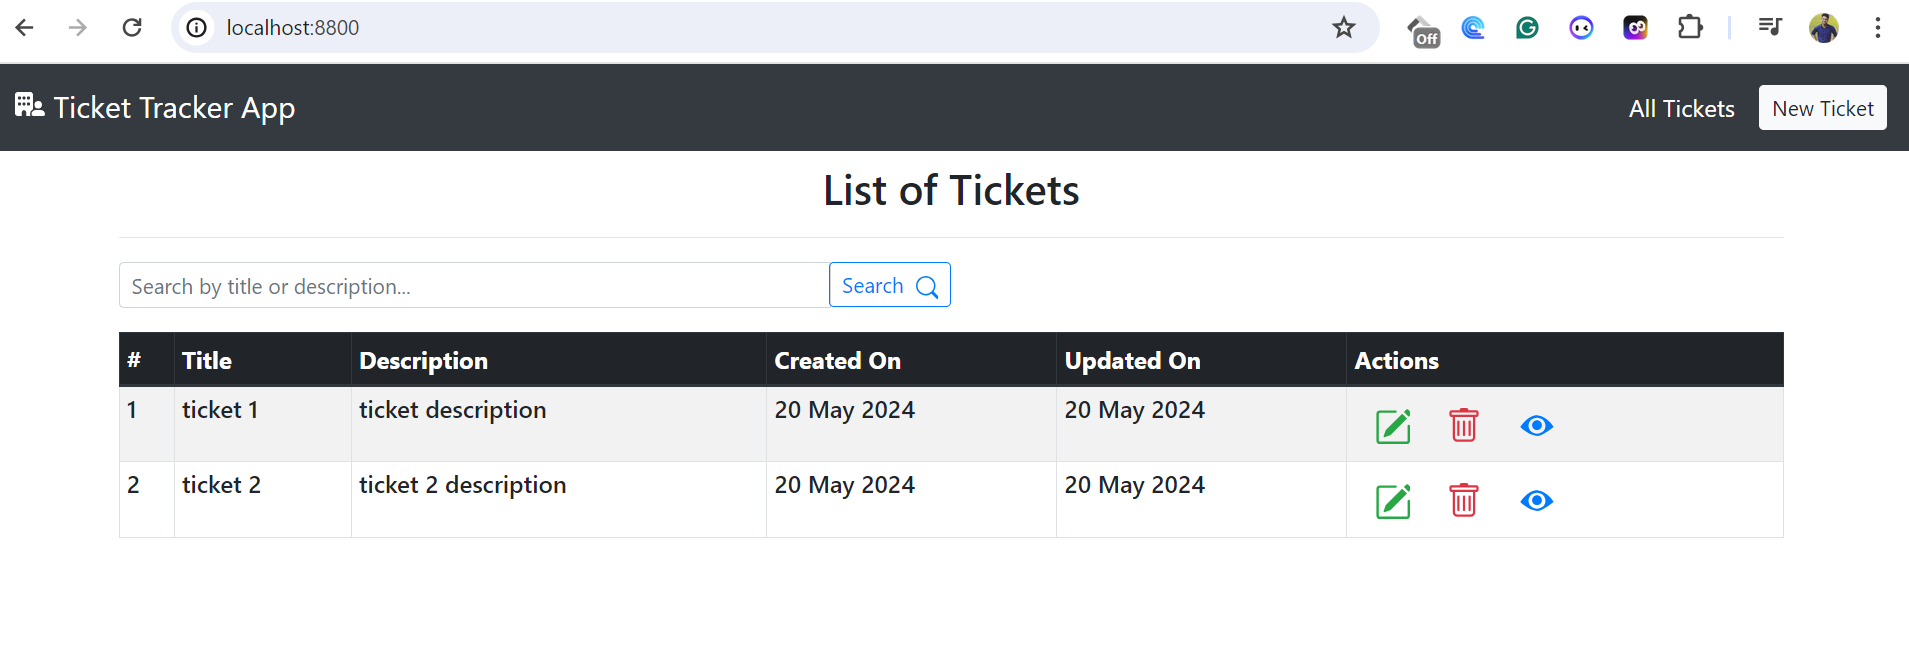 localhost:8800
Off
Ticket Tracker App
All Tickets
New Ticket
List of Tickets
Search by title or description...
Search
# Title Description Created On Updated On Actions
1 ticket 1 ticket description 20 May 2024 20 May 2024
2 ticket 2 ticket 2 description 20 May 2024 20 May 2024